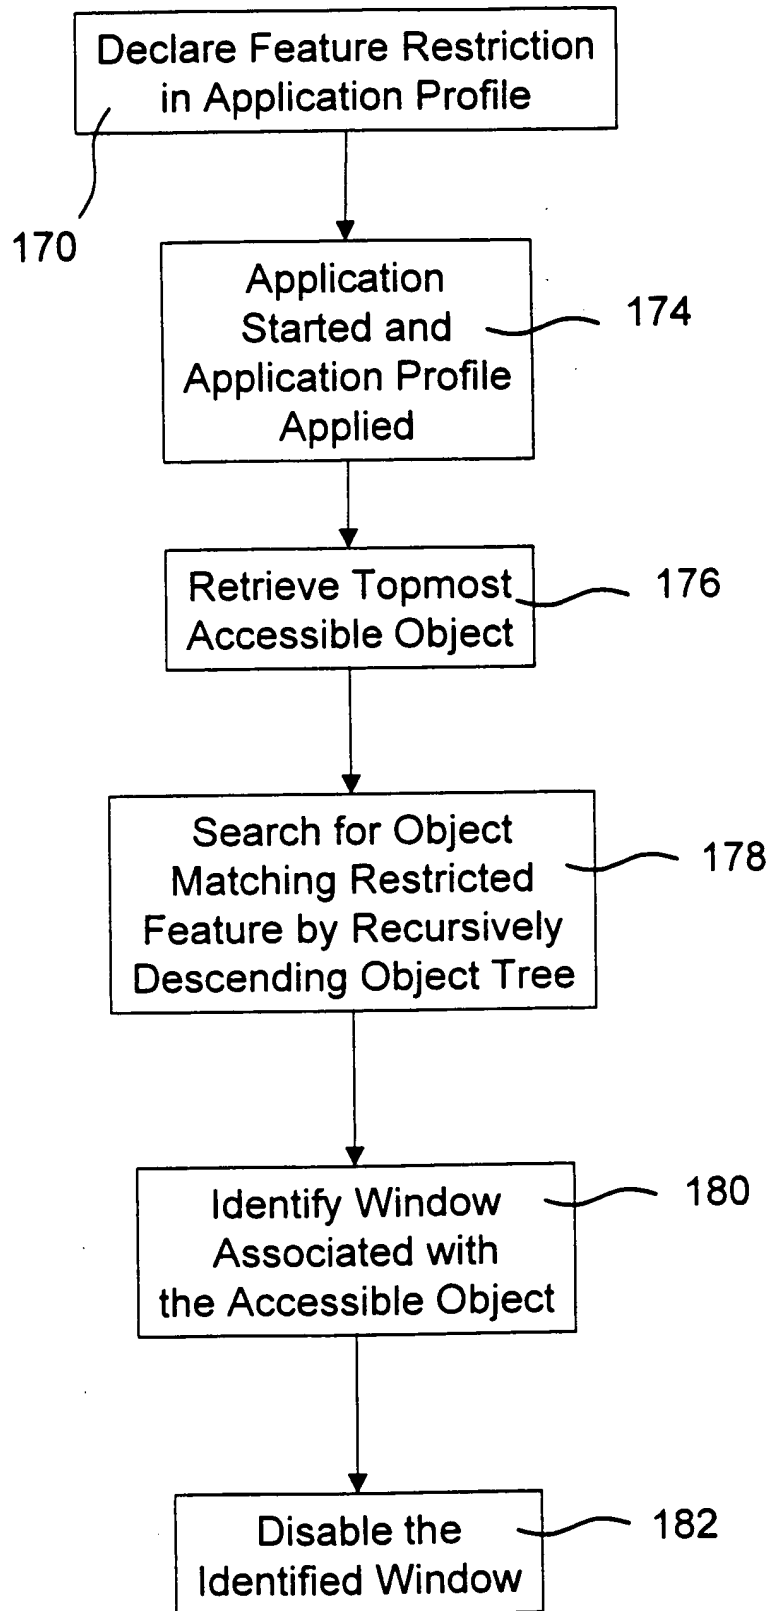 Declare Feature Restriction
in Application Profile
170
Application
Started and
Application Profile
Applied
174
Retrieve Topmost
Accessible Object
176
Search for Object
Matching Restricted
Feature by Recursively
Descending Object Tree
178
Identify Window
Associated with
the Accessible Object
180
Disable the
Identified Window
182